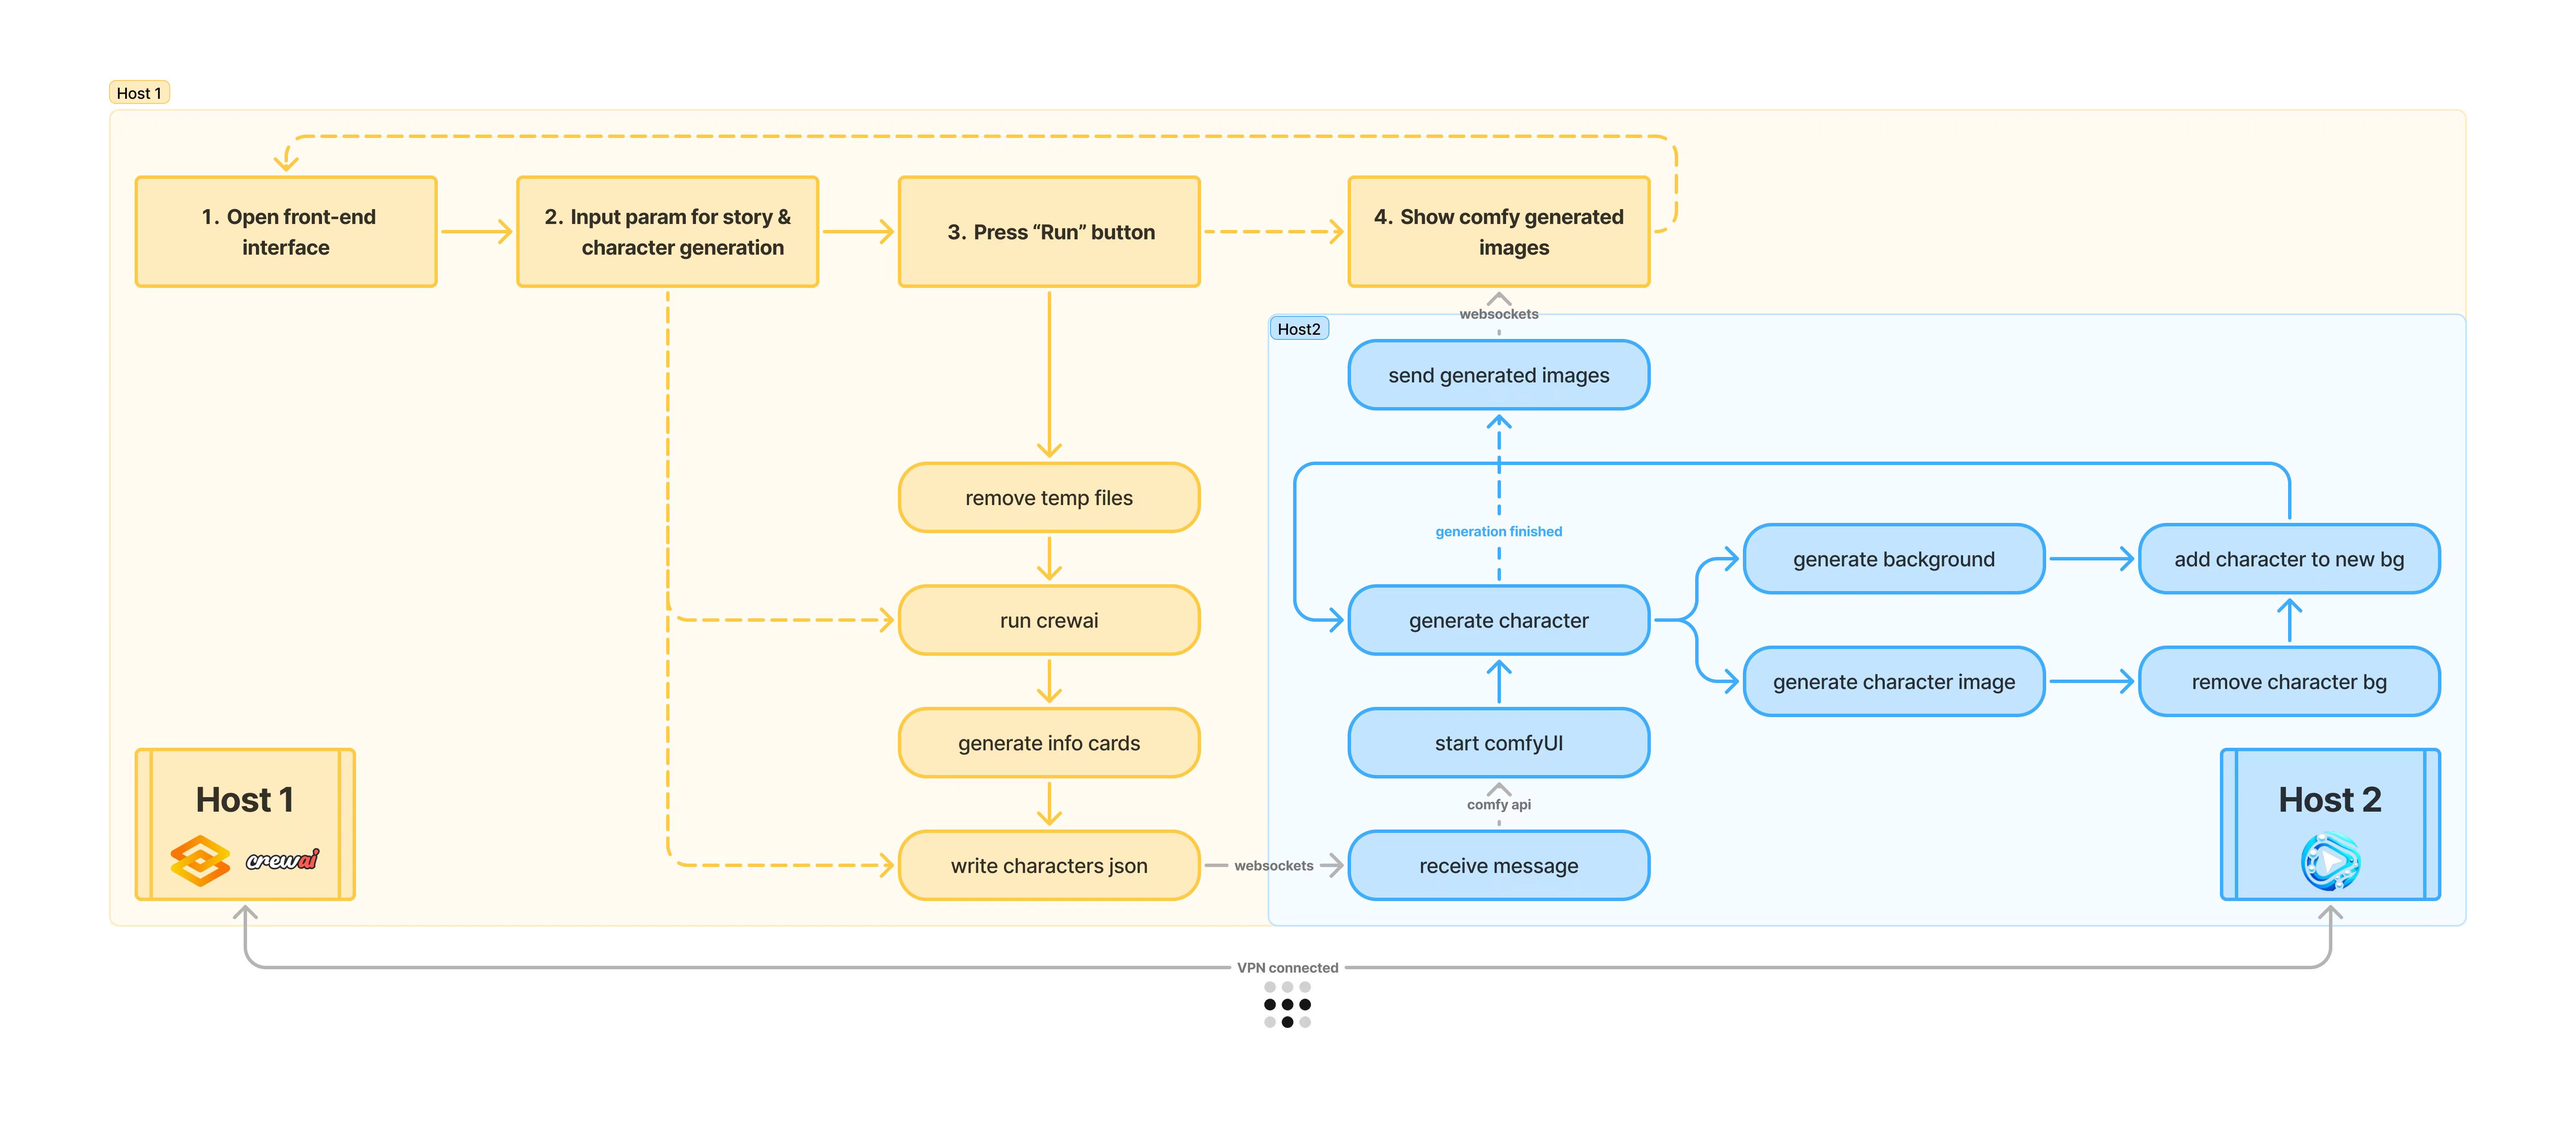 Host 1
1. Open front-end
interface
2. Input param for story &
character generation
3. Press “Run” button
4. Show comfy generated
images
websockets
Host2
send generated images
remove temp files
generation finished
generate background
add character to new bg
run crewai
generate character
generate character image
remove character bg
generate info cards
start comfyUI
Host 1
crewai
comfy api
Host 2
write characters json
websockets
receive message
VPN connected